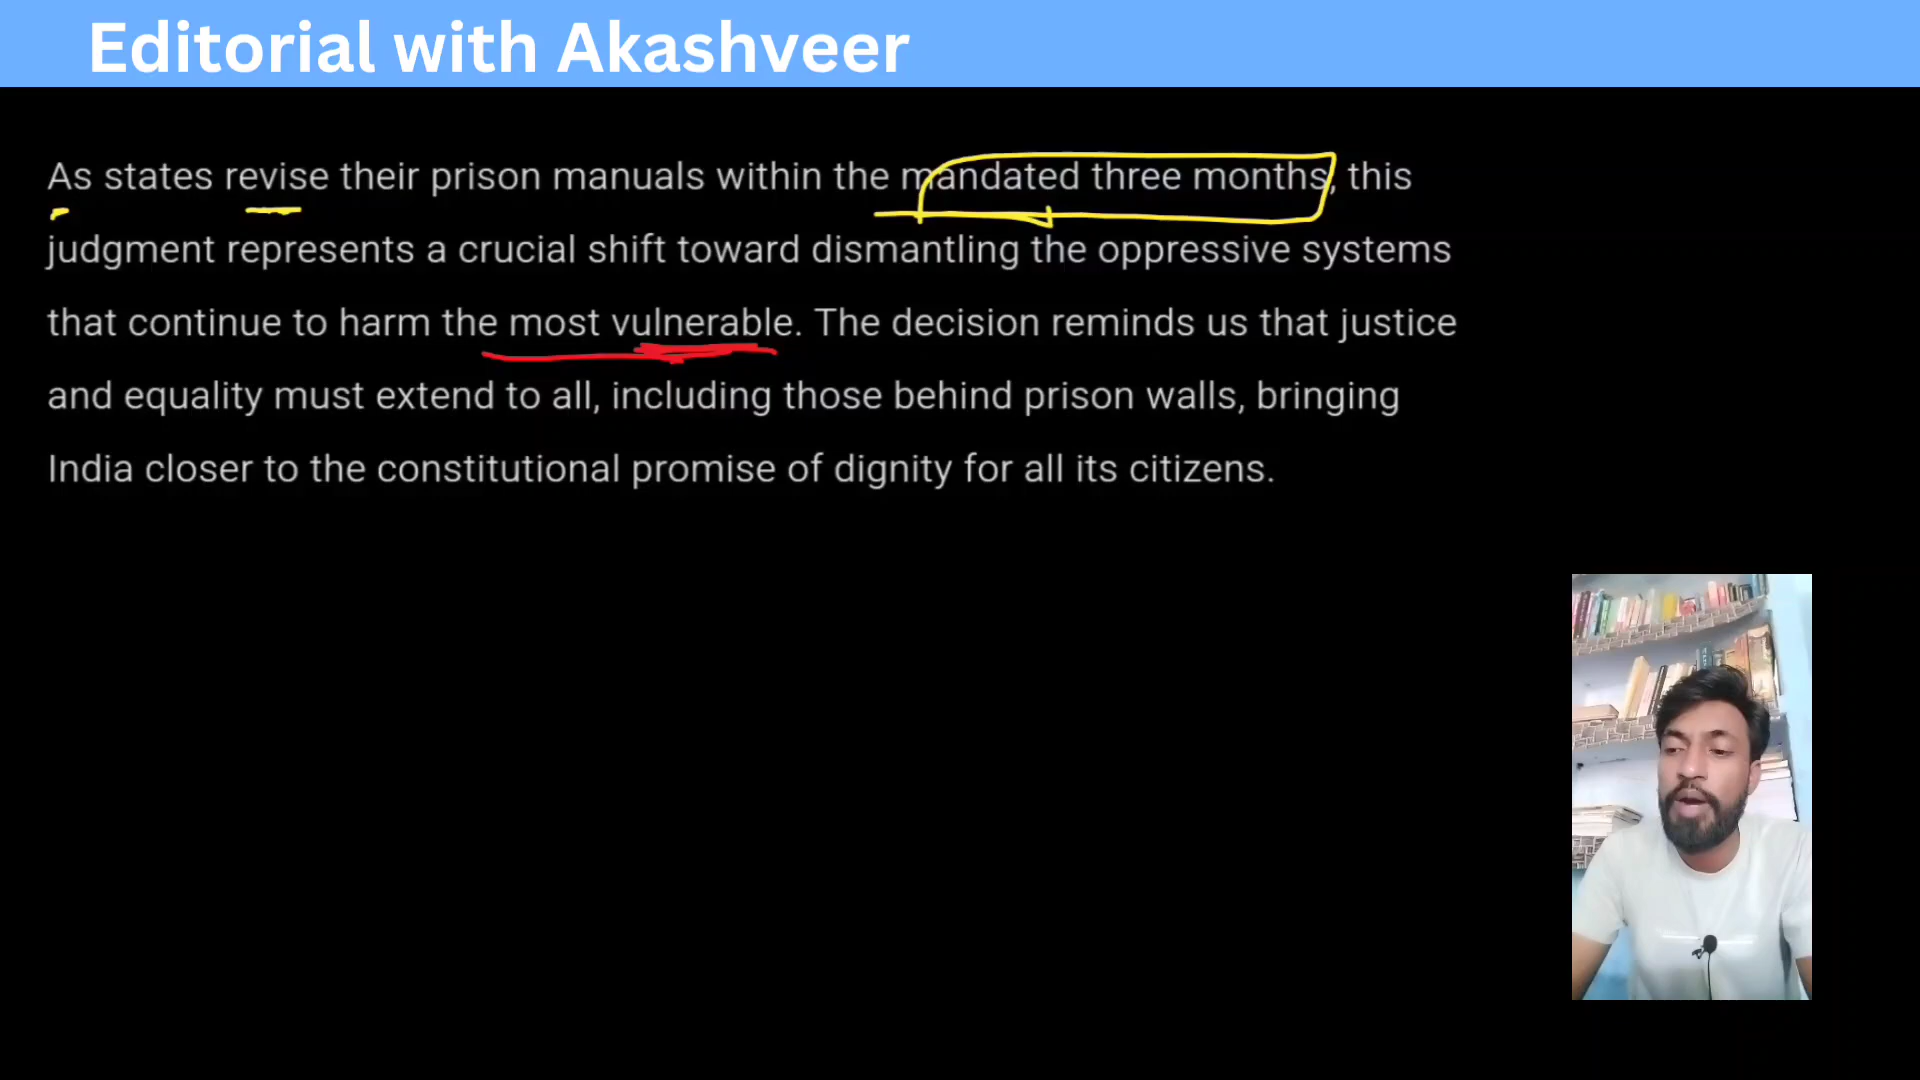 Editorial with Akashveer
As states revise their prison manuals within the mandated three months, this
judgment represents a crucial shift toward dismantling the oppressive systems
that continue to harm the most vulnerable. The decision reminds us that justice
and equality must extend to all, including those behind prison walls, bringing
India closer to the constitutional promise of dignity for all its citizens.